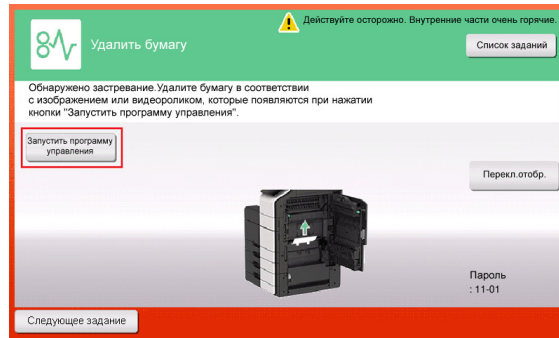 Действуйте осторожно. Внутренние части очень горячие.
Удалить бумагу
Список заданий
Обнаружено застревание.Удалите бумагу в соответствии
с изображением или видеороликом, которые появляются при нажатии
кнопки "Запустить программу управления".
Запустить программу
управления
Перекл.отобр.
Пароль
: 11-01
Следующее задание